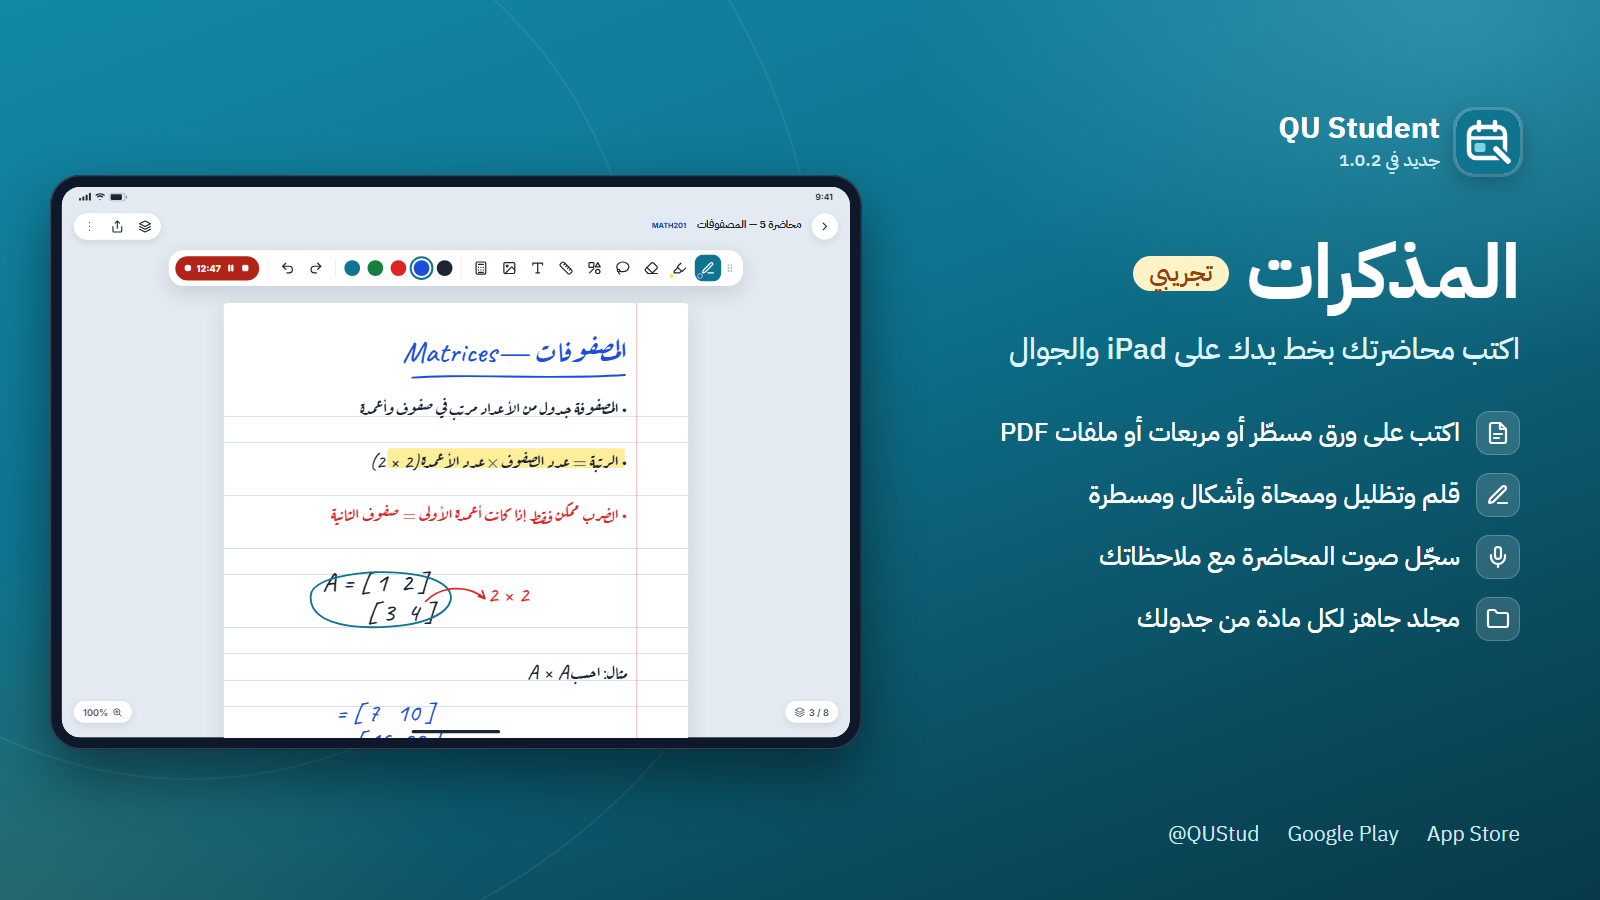 QU Student
جديد في 1.0.2
المذكرات تجريبي
اكتب محاضرتك بخط يدك على iPad والجوال
اكتب على ورق مسطّر أو مربعات أو ملفات PDF
قلم وتظليل وممحاة وأشكال ومسطرة
سجّل صوت المحاضرة مع ملاحظاتك
مجلد جاهز لكل مادة من جدولك
@QUStud Google Play App Store
9:41
محاضرة 5 — المصفوفات MATH201
12:47
المصفوفات — Matrices
• المصفوفة جدول من الأعداد مرتب في صفوف وأعمدة
• الرتبة = عدد الصفوف × عدد الأعمدة (2 × 2)
• الضرب ممكن فقط إذا كانت أعمدة الأولى = صفوف الثانية
A = [ 1 2 ]
[ 3 4 ]
2 × 2
مثال: احسب A × A
= [ 7 10 ]
100%
3 / 8